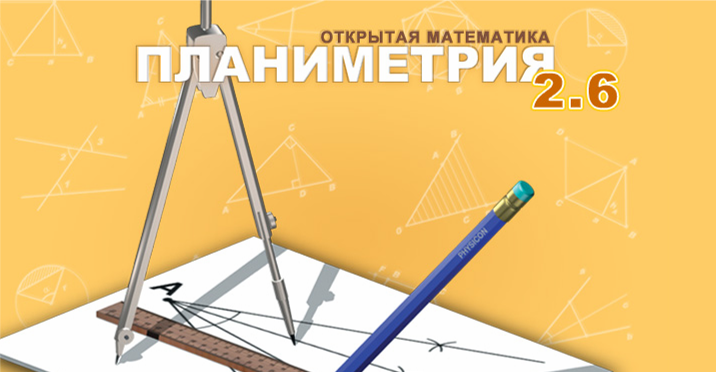 ОТКРЫТАЯ МАТЕМАТИКА
ПЛАНИМЕТРИЯ
2.6
PHYSICON
A